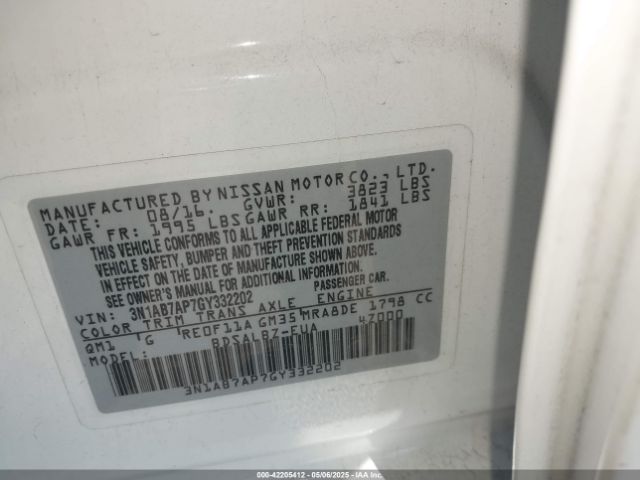 MANUFACTURED BY NISSAN MOTOR CO., LTD.
DATE: 08/16. GVWR: 3823 LBS
GAWR FR: 1995 LBS GAWR RR: 1841 LBS
THIS VEHICLE CONFORMS TO ALL APPLICABLE FEDERAL MOTOR
VEHICLE SAFETY, BUMPER AND THEFT PREVENTION STANDARDS
IN EFFECT ON THE DATE OF MANUFACTURE SHOWN ABOVE.
SEE OWNER'S MANUAL FOR ADDITIONAL INFORMATION.
VIN: 3N1AB7AP7GY332202 PASSENGER CAR.
COLOR TRIM TRANS AXLE ENGINE
QM1 G RE0F11A GM35 MRA8DE 1798 CC
MODEL: BDSALBZ-EUA 47000
3N1AB7AP7GY332202
000-42205412 - 05/06/2025 - IAAI.COM